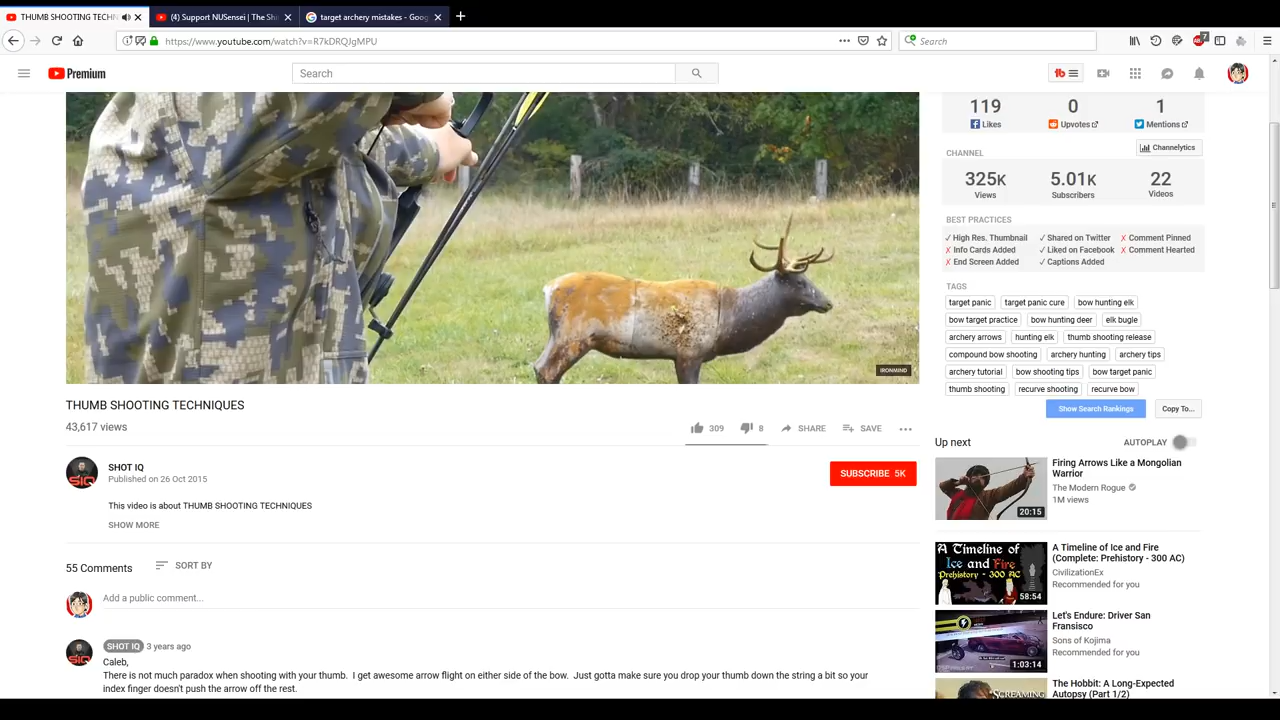 THUMB SHOOTING TECHN
(4) Support NUSensei | The Shi
target archery mistakes - Goog
https://www.youtube.com/watch?v=R7kDRQJgMPU
Search
7
Premium
Search
tb
119 0 1
Likes Upvotes Mentions
CHANNEL
Channelytics
325K 5.01K 22
Views Subscribers Videos
BEST PRACTICES
✓ High Res. Thumbnail ✓ Shared on Twitter ✗ Comment Pinned
✗ Info Cards Added ✓ Liked on Facebook ✗ Comment Hearted
✗ End Screen Added ✓ Captions Added
TAGS
target panic target panic cure bow hunting elk
bow target practice bow hunting deer elk bugle
archery arrows hunting elk thumb shooting release
compound bow shooting archery hunting archery tips
archery tutorial bow shooting tips bow target panic
thumb shooting recurve shooting recurve bow
Show Search Rankings Copy To...
IRONMIND
THUMB SHOOTING TECHNIQUES
43,617 views
309 8 SHARE SAVE
SHOT IQ
Published on 26 Oct 2015
SUBSCRIBE 5K
This video is about THUMB SHOOTING TECHNIQUES
SHOW MORE
55 Comments SORT BY
Add a public comment...
SHOT IQ 3 years ago
Caleb,
There is not much paradox when shooting with your thumb. I get awesome arrow flight on either side of the bow. Just gotta make sure you drop your thumb down the string a bit so your
index finger doesn't push the arrow off the rest.
Up next AUTOPLAY
Firing Arrows Like a Mongolian
Warrior
The Modern Rogue
1M views
20:15
A Timeline of
Ice and Fire
Prehistory - 300 AC
58:54
A Timeline of Ice and Fire
(Complete: Prehistory - 300 AC)
CivilizationEx
Recommended for you
Let's Endure: Driver San
Fransisco
Sons of Kojima
Recommended for you
1:03:14
The Hobbit: A Long-Expected
Autopsy (Part 1/2)
SCREAMING